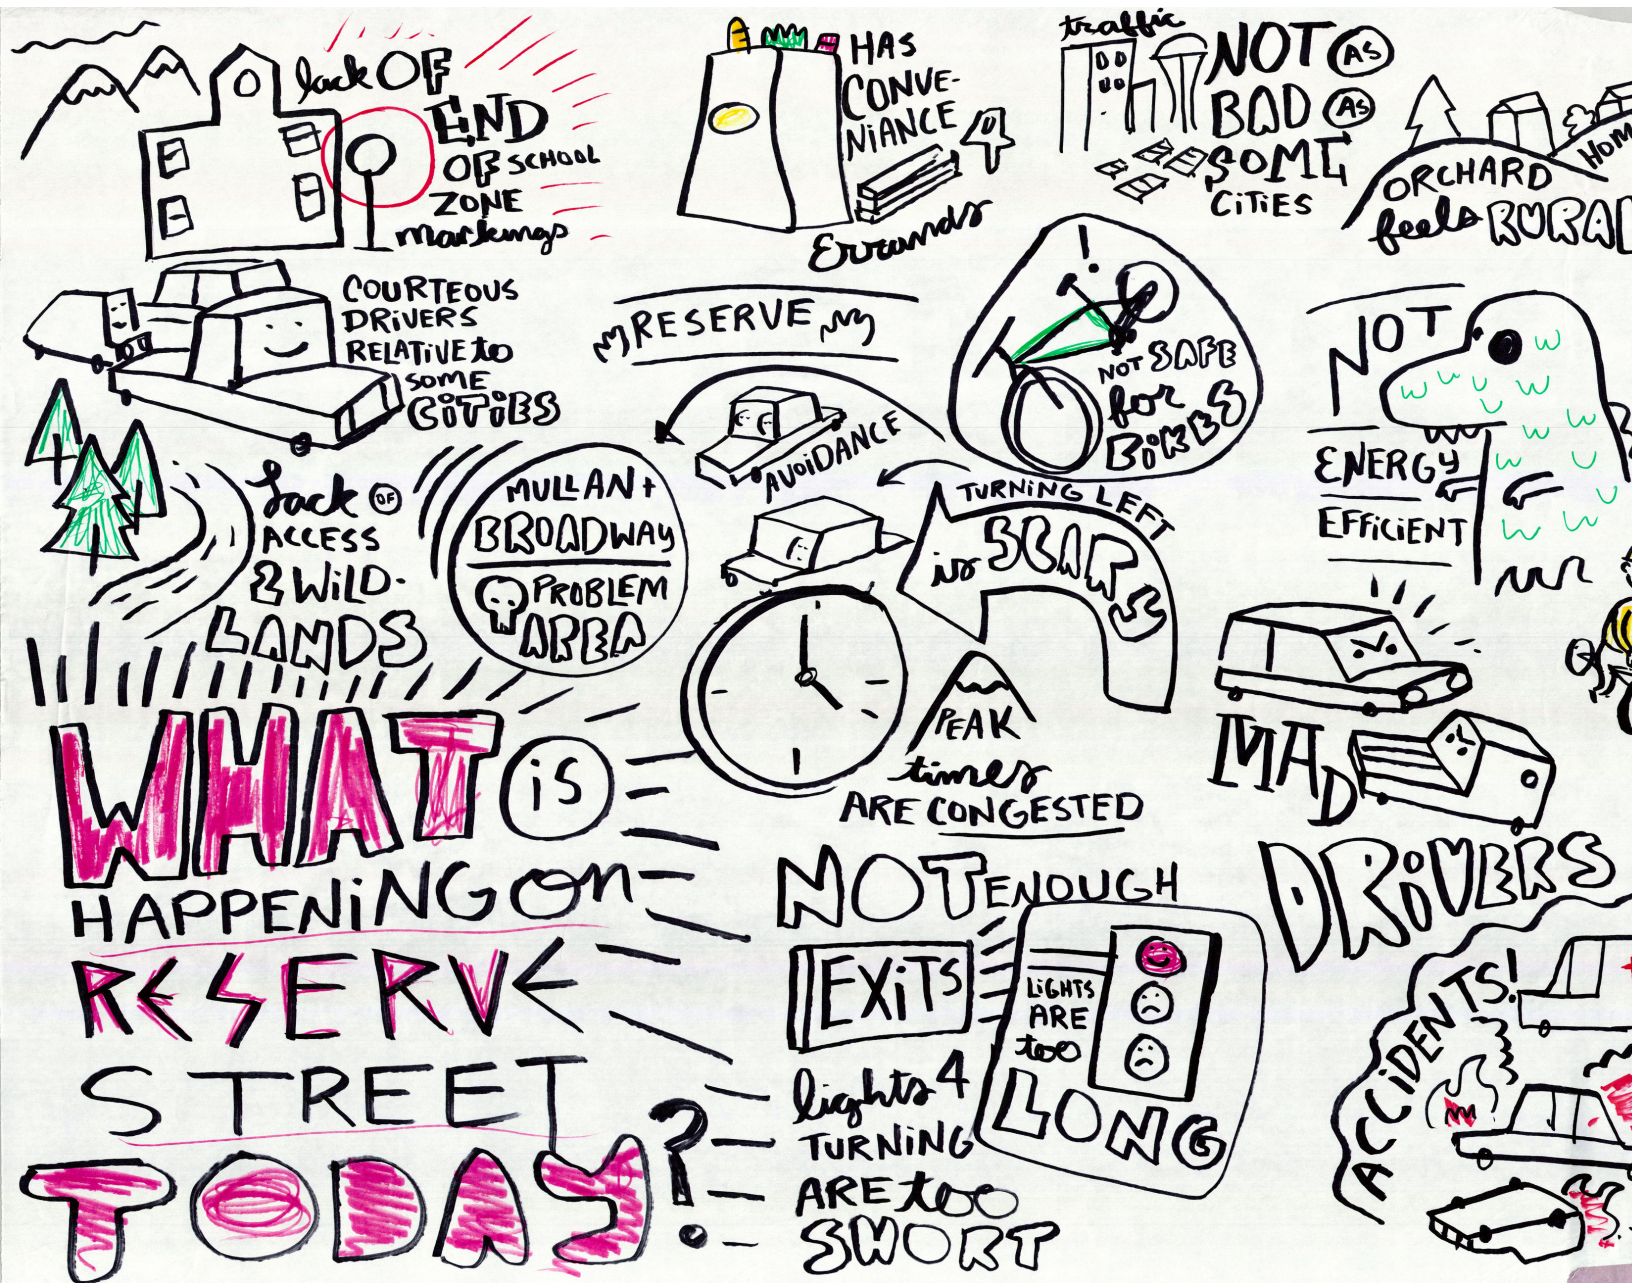 lack OF
END
OF SCHOOL
ZONE
markings
HAS
CONVE-
NIANCE
Errands
traffic
NOT AS
BAD AS
SOME
CITIES
ORCHARD
feels RURAL
COURTEOUS
DRIVERS
RELATIVE to
SOME
CITIES
RESERVE
AVOIDANCE
!
NOT SAFE
for
BIKES
NOT
ENERGY
EFFICIENT
Lack OF
ACCESS
2 WILD-
LANDS
MULLAN +
BROADWAY
PROBLEM
AREA
TURNING LEFT
is SCARY
PEAK
times
ARE CONGESTED
MAD
DRIVERS
WHAT is
HAPPENING on
RESERVE
STREET
TODAY?
NOT ENOUGH
EXITS
LIGHTS
ARE
too
LONG
lights 4
TURNING
ARE too
SHORT
ACCIDENTS!